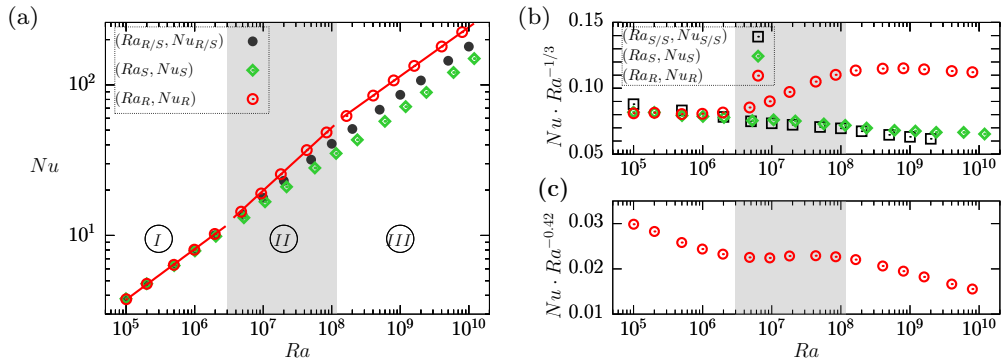 (a)
(Ra_{R/S}, Nu_{R/S})
(Ra_S, Nu_S)
(Ra_R, Nu_R)
Nu
10^2
10^1
I
II
III
10^5 10^6 10^7 10^8 10^9 10^10
Ra
(b)
(Ra_{S/S}, Nu_{S/S})
(Ra_S, Nu_S)
(Ra_R, Nu_R)
Nu · Ra^{-1/3}
0.15
0.10
0.05
10^5 10^6 10^7 10^8 10^9 10^10
(c)
Nu · Ra^{-0.42}
0.03
0.02
0.01
10^5 10^6 10^7 10^8 10^9 10^10
Ra